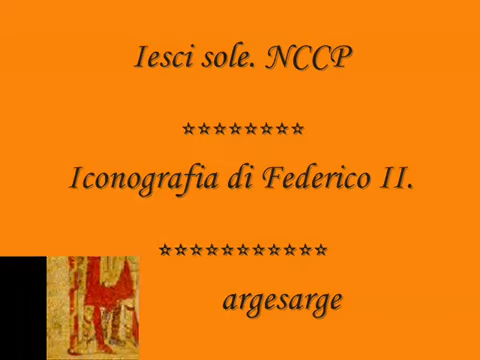 Iesci sole. NCCP
********
Iconografia di Federico II.
***********
argesarge